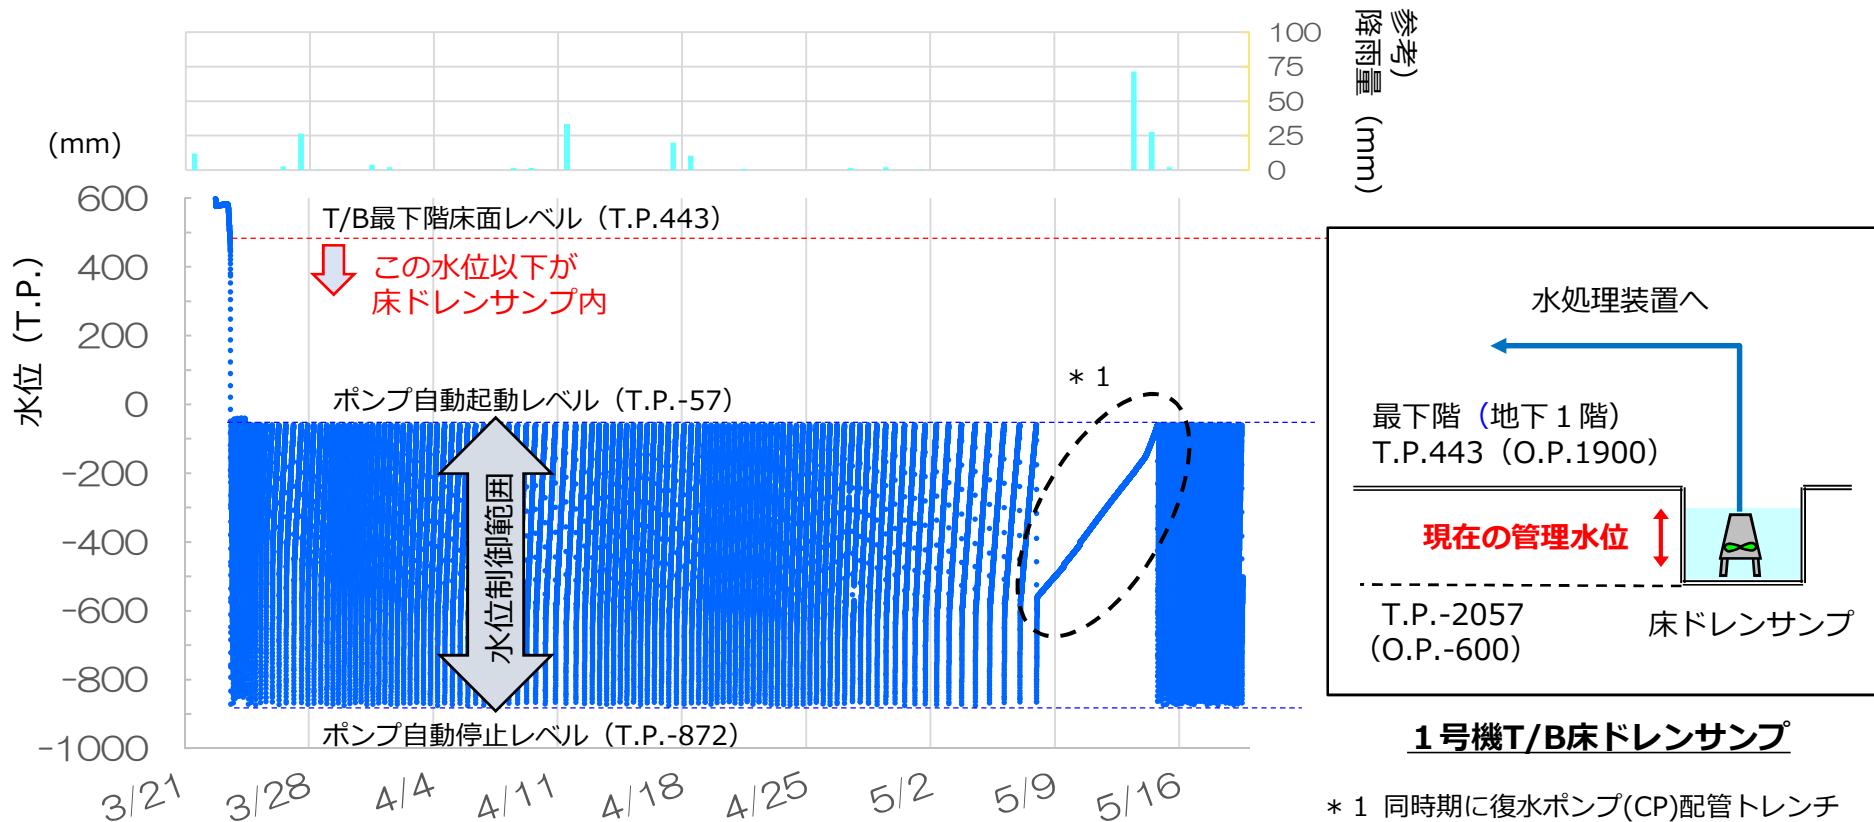 参考)
降雨量 (mm)
100
75
50
25
0
(mm)
水位 (T.P.)
600
400
200
0
-200
-400
-600
-800
-1000
T/B最下階床面レベル（T.P.443）
この水位以下が
床ドレンサンプ内
ポンプ自動起動レベル（T.P.-57）
＊1
水位制御範囲
ポンプ自動停止レベル（T.P.-872）
3/21
3/28
4/4
4/11
4/18
4/25
5/2
5/9
5/16
水処理装置へ
最下階（地下１階）
T.P.443（O.P.1900）
現在の管理水位
T.P.-2057
（O.P.-600）
床ドレンサンプ
１号機T/B床ドレンサンプ
＊1 同時期に復水ポンプ(CP)配管トレンチ